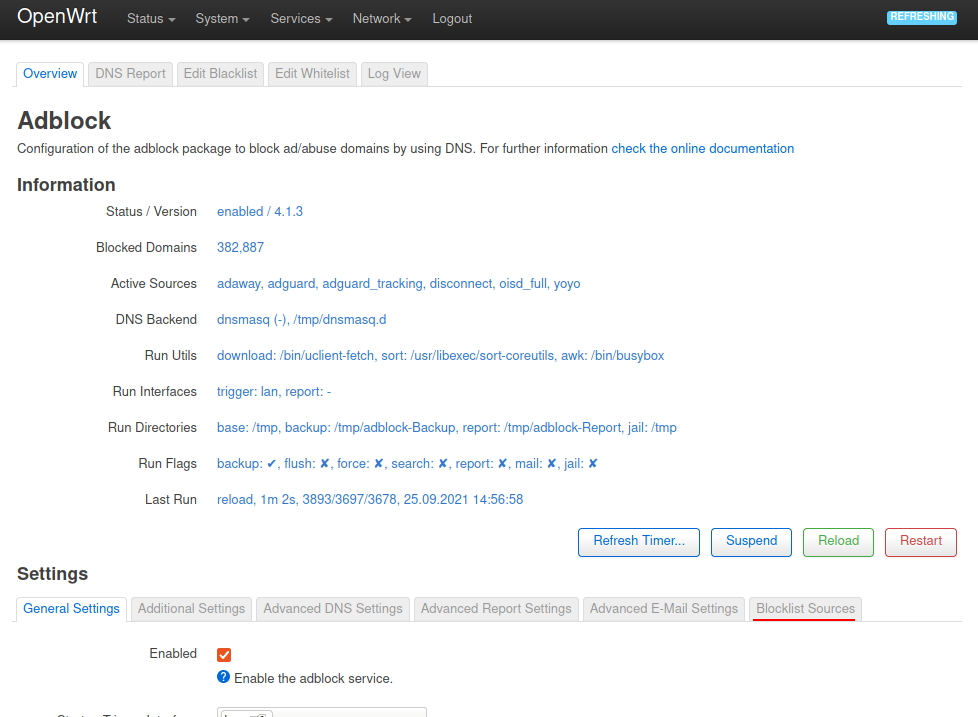 OpenWrt Status System Services Network Logout REFRESHING
Overview DNS Report Edit Blacklist Edit Whitelist Log View
Adblock
Configuration of the adblock package to block ad/abuse domains by using DNS. For further information check the online documentation
Information
Status / Version enabled / 4.1.3
Blocked Domains 382,887
Active Sources adaway, adguard, adguard_tracking, disconnect, oisd_full, yoyo
DNS Backend dnsmasq (-), /tmp/dnsmasq.d
Run Utils download: /bin/uclient-fetch, sort: /usr/libexec/sort-coreutils, awk: /bin/busybox
Run Interfaces trigger: lan, report: -
Run Directories base: /tmp, backup: /tmp/adblock-Backup, report: /tmp/adblock-Report, jail: /tmp
Run Flags backup: ✔, flush: ✘, force: ✘, search: ✘, report: ✘, mail: ✘, jail: ✘
Last Run reload, 1m 2s, 3893/3697/3678, 25.09.2021 14:56:58
Refresh Timer... Suspend Reload Restart
Settings
General Settings Additional Settings Advanced DNS Settings Advanced Report Settings Advanced E-Mail Settings Blocklist Sources
Enabled
Enable the adblock service.